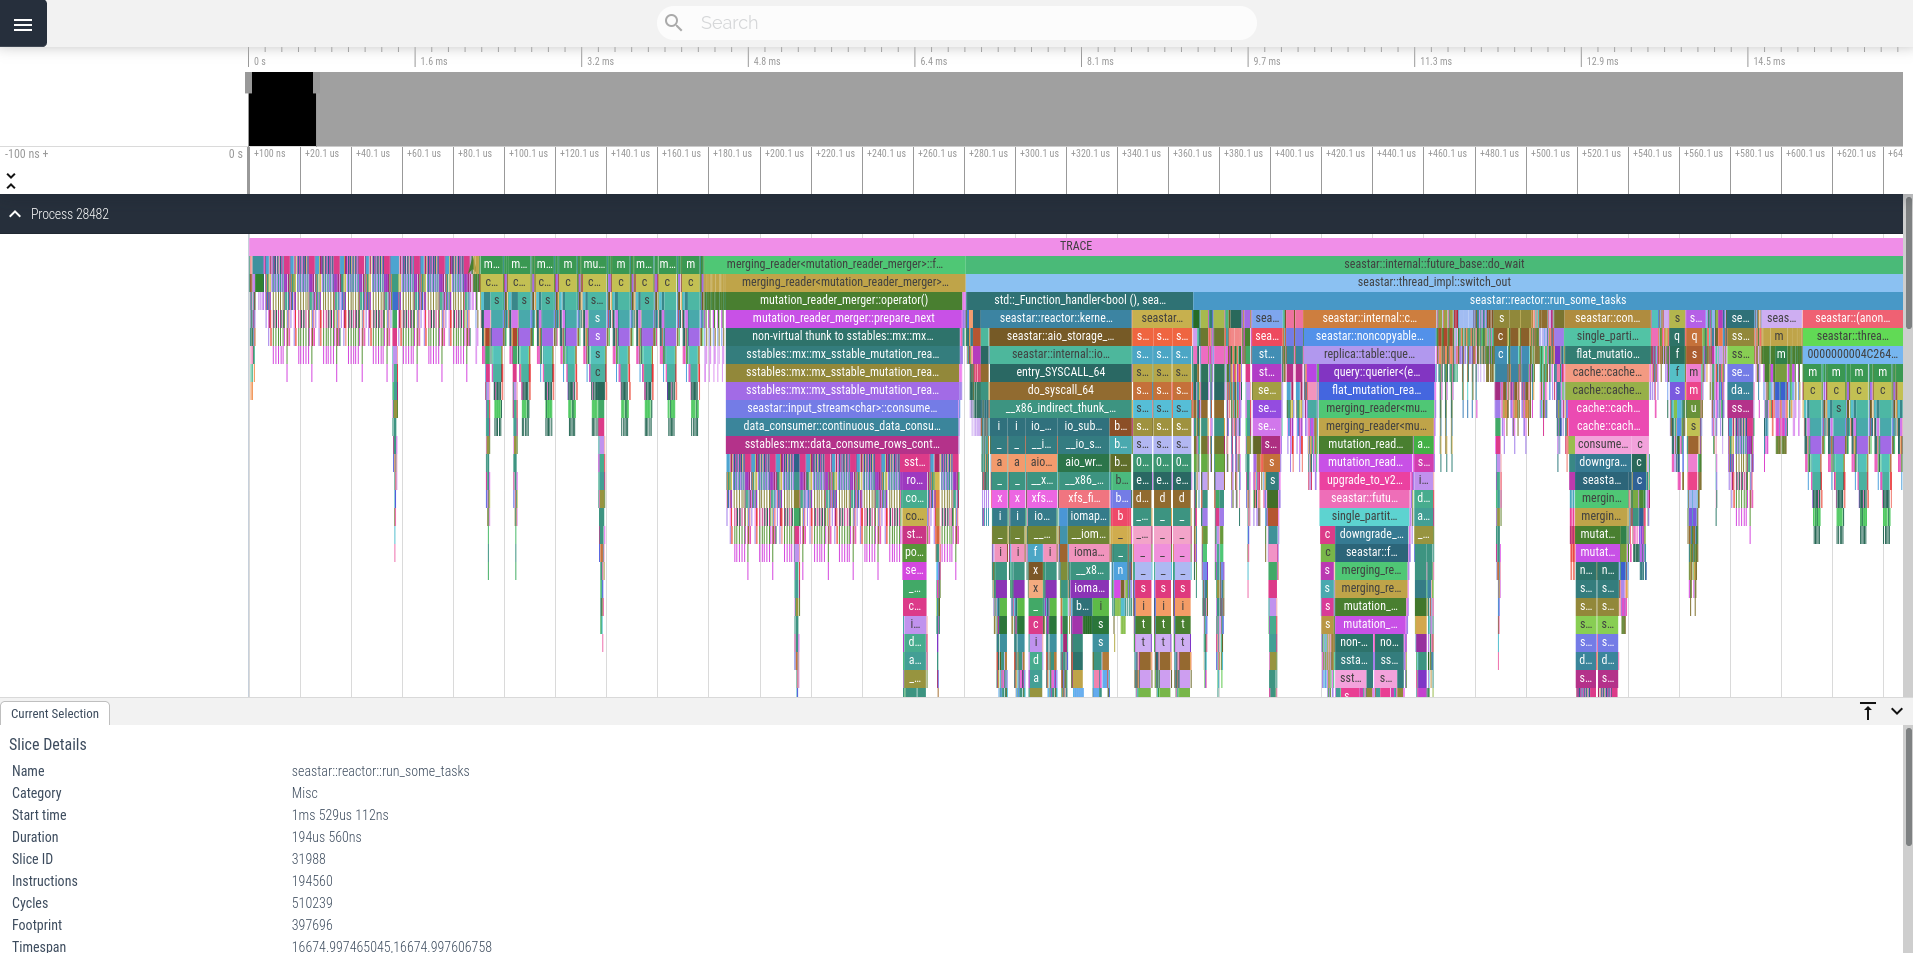 Search
0 s 1.6 ms 3.2 ms 4.8 ms 6.4 ms 8.1 ms 9.7 ms 11.3 ms 12.9 ms 14.5 ms
-100 ns + 0 s +100 ns +20.1 us +40.1 us +60.1 us +80.1 us +100.1 us +120.1 us +140.1 us +160.1 us +180.1 us +200.1 us +220.1 us +240.1 us +260.1 us +280.1 us +300.1 us +320.1 us +340.1 us +360.1 us +380.1 us +400.1 us +420.1 us +440.1 us +460.1 us +480.1 us +500.1 us +520.1 us +540.1 us +560.1 us +580.1 us +600.1 us +620.1 us +64
Process 28482
TRACE
m... m... m... m mu... m m... m... m merging_reader<mutation_reader_merger>::f... seastar::internal::future_base::do_wait
c... c... c... c c... c c c c merging_reader<mutation_reader_merger>... seastar::thread_impl::switch_out
s s s s... s mutation_reader_merger::operator() std::_Function_handler<bool (), sea... seastar::reactor::run_some_tasks
s mutation_reader_merger::prepare_next seastar::reactor::kerne... seastar... sea... seastar::internal::c... s seastar::con... s s... se... seas... seastar::(anon...
s non-virtual thunk to sstables::mx::mx... seastar::aio_storage_... s... s... s... sea... seastar::noncopyable... c single_parti... q q ss... m seastar::threa...
s sstables::mx::mx_sstable_mutation_rea... seastar::internal::io... s... s... s... st... replica::table::que... c flat_mutatio... f s ss... m 0000000004C264...
c sstables::mx::mx_sstable_mutation_rea... entry_SYSCALL_64 s... s... s... st... query::querier<(e... cache::cache... f m se... m m m m
sstables::mx::mx_sstable_mutation_rea... do_syscall_64 s... s... s... se... flat_mutation_rea... cache::cache... s m da... c c c c
seastar::input_stream<char>::consume... __x86_indirect_thunk_... s... s... s... se... merging_reader<mu... cache::cach... u ss... s
data_consumer::continuous_data_consu... i i io_... io_sub... b... s... s... s... se... merging_reader<mu... cache::cach... s
sstables::mx::data_consume_rows_cont... _ _ __i... __io_s... b... s... s... s... s... mutation_read... a... consume... c
sst... a a aio... aio_wr... b... 0... 0... 0... s mutation_read... s... downgra... c
ro... _ _ __x... __x86_... b... e... e... e... s upgrade_to_v2... i... seasta... c
co... x x xfs... xfs_fi... b... d... d d seastar::futu... d... mergin...
co... i i io... iomap... b _... _ _ single_partit... a... mergin...
st... _ _ __... __iom... _ _... _ _ c downgrade_... _... mutat...
po... i i f i ioma... _ _ _ _ c seastar::f... mutat...
se... x __x8... n _ _ _ s merging_re... n... n...
_... x ioma... s s s s merging_re... s... s...
c... _ b... i i i i s mutation_... s... s...
i... c s t t t s mutation_... s... s...
d... i s t t t non-... no... s... s...
a... d ssta... ss... d... d...
_... a sst... s... s... s...
Current Selection
Slice Details
Name seastar::reactor::run_some_tasks
Category Misc
Start time 1ms 529us 112ns
Duration 194us 560ns
Slice ID 31988
Instructions 194560
Cycles 510239
Footprint 397696
Timespan 16674.997465045,16674.997606758